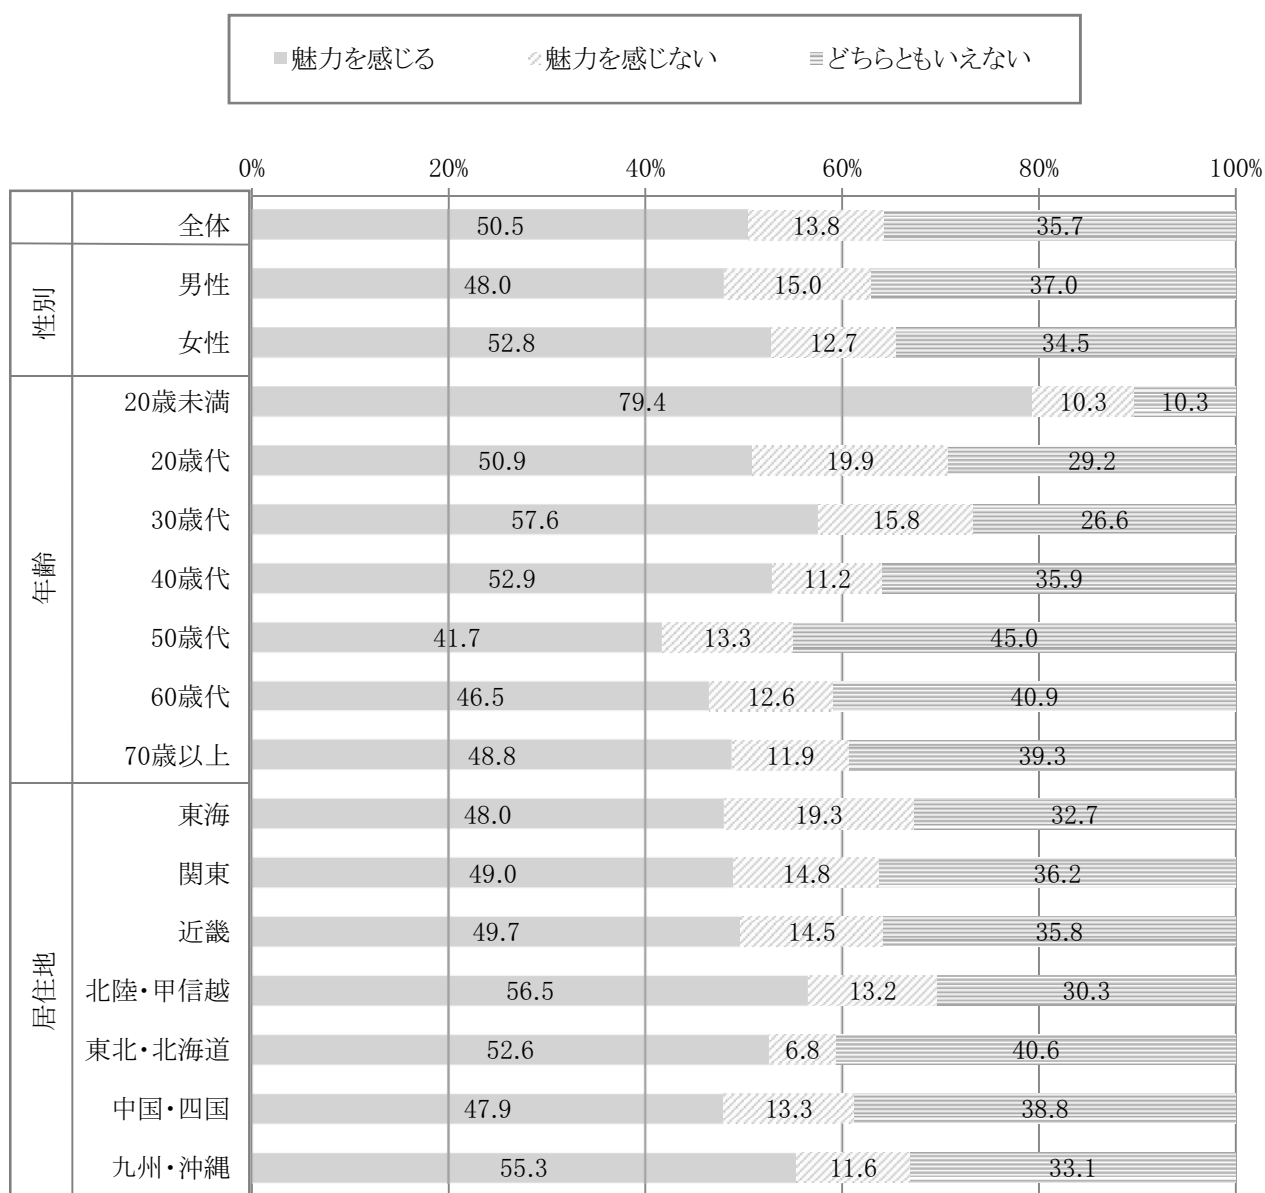 魅力を感じる 魅力を感じない どちらともいえない
0% 20% 40% 60% 80% 100%
全体 50.5 13.8 35.7
性別
男性 48.0 15.0 37.0
女性 52.8 12.7 34.5
年齢
20歳未満 79.4 10.3 10.3
20歳代 50.9 19.9 29.2
30歳代 57.6 15.8 26.6
40歳代 52.9 11.2 35.9
50歳代 41.7 13.3 45.0
60歳代 46.5 12.6 40.9
70歳以上 48.8 11.9 39.3
居住地
東海 48.0 19.3 32.7
関東 49.0 14.8 36.2
近畿 49.7 14.5 35.8
北陸・甲信越 56.5 13.2 30.3
東北・北海道 52.6 6.8 40.6
中国・四国 47.9 13.3 38.8
九州・沖縄 55.3 11.6 33.1